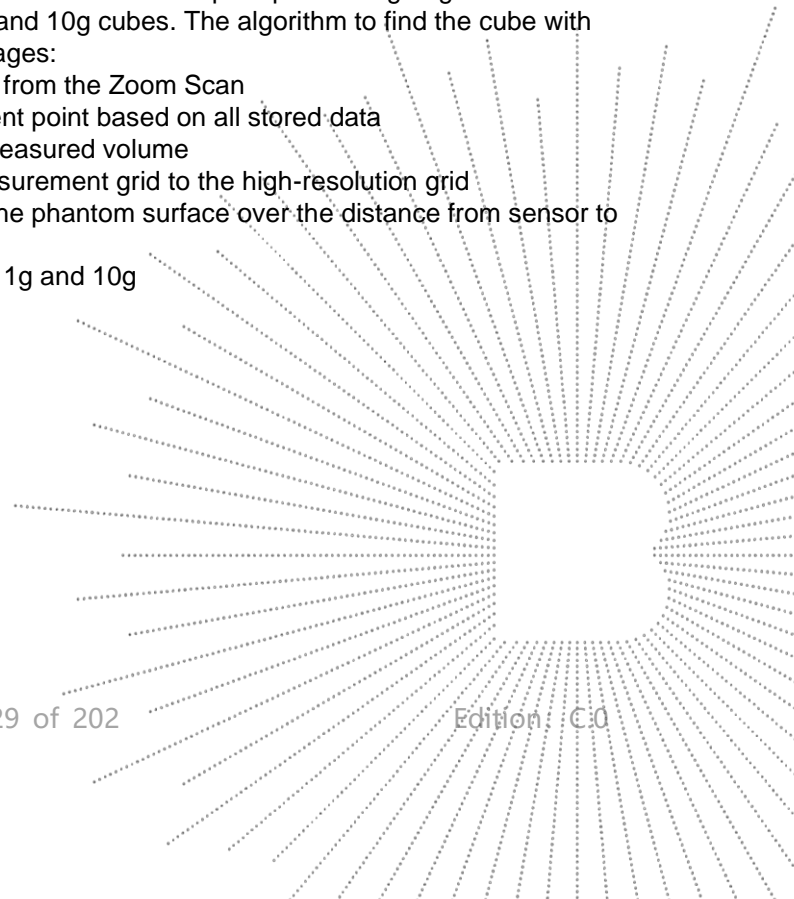 and 10g cubes. The algorithm to find the cube with
ages:
from the Zoom Scan
ent point based on all stored data
easured volume
surement grid to the high-resolution grid
ne phantom surface over the distance from sensor to
1g and 10g
29 of 202
Edition: C.0